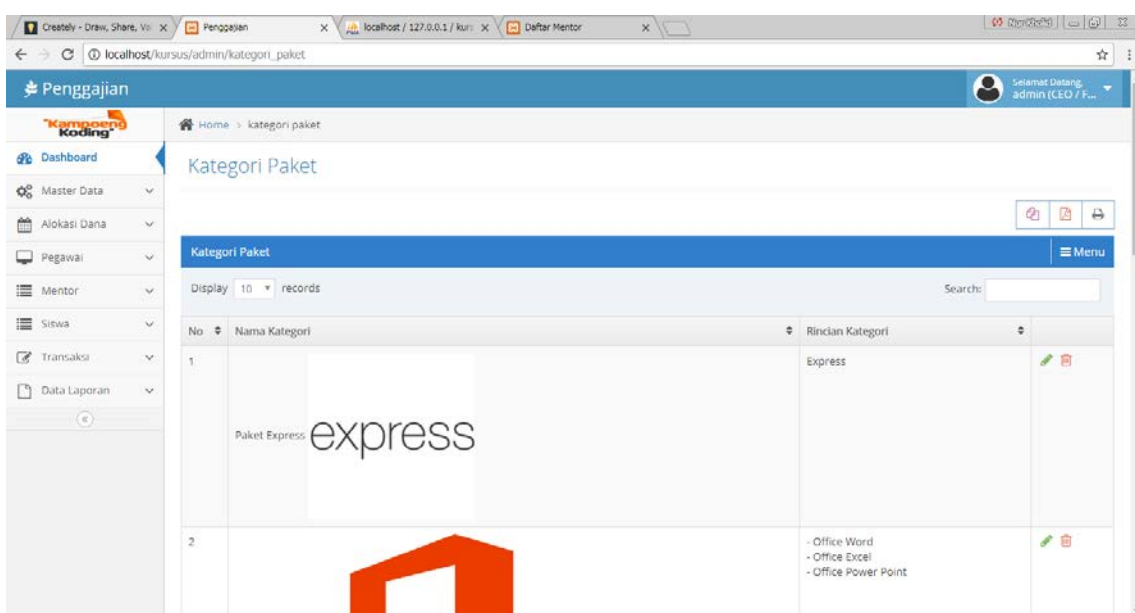 Creately - Draw, Share, Va
Penggajian
localhost / 127.0.0.1 / kur
Daftar Mentor
localhost/kursus/admin/kategori_paket
Penggajian
Selamat Datang,
admin (CEO / F...
"Kampoeng
Koding"
Home > kategori paket
Dashboard
Kategori Paket
Master Data
Alokasi Dana
Kategori Paket
Menu
Pegawai
Display 10 records
Search:
Mentor
Siswa
No Nama Kategori Rincian Kategori
Transaksi
1 Express
Data Laporan
Paket Express express
2 - Office Word
- Office Excel
- Office Power Point